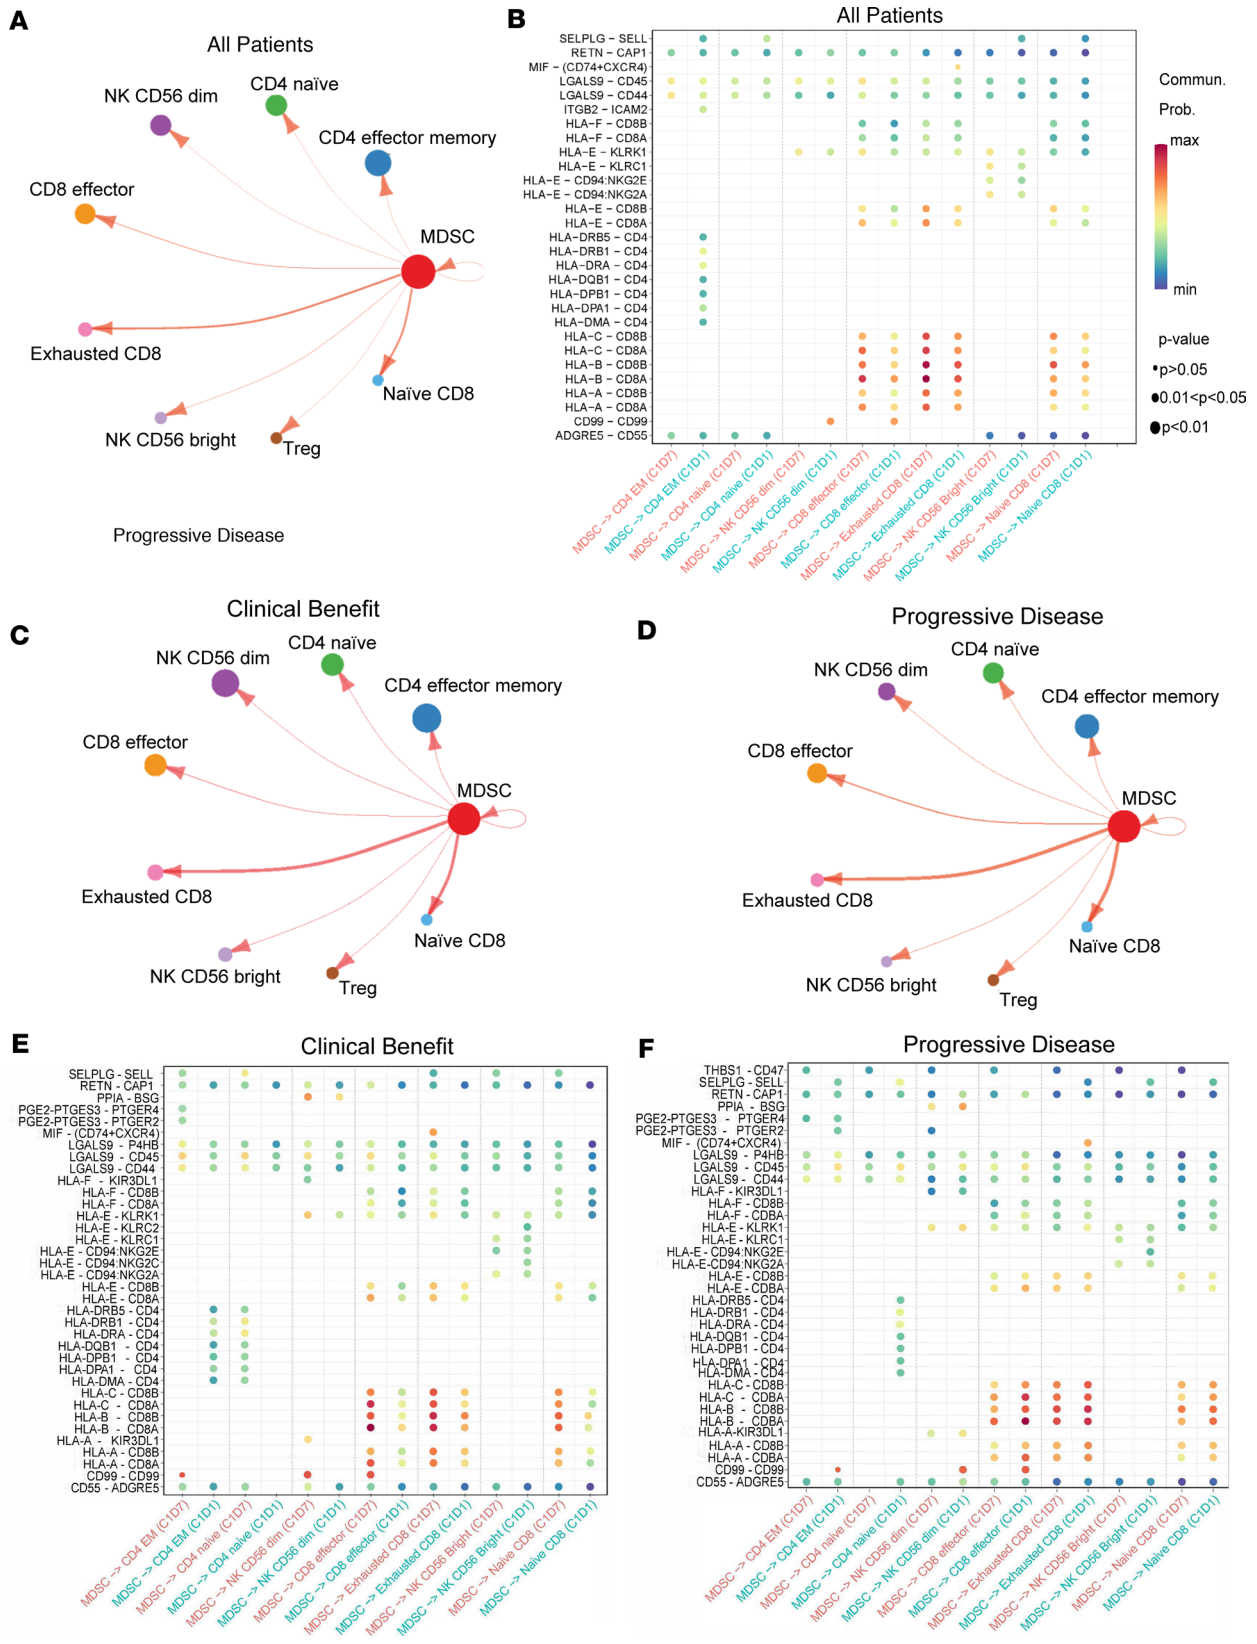 A
All Patients
NK CD56 dim
CD4 naïve
CD4 effector memory
CD8 effector
MDSC
Exhausted CD8
Naïve CD8
NK CD56 bright
Treg
Progressive Disease
B
All Patients
SELPLG – SELL
RETN – CAP1
MIF – (CD74+CXCR4)
LGALS9 – CD45
LGALS9 – CD44
ITGB2 – ICAM2
HLA–F – CD8B
HLA–F – CD8A
HLA–E – KLRK1
HLA–E – KLRC1
HLA–E – CD94:NKG2E
HLA–E – CD94:NKG2A
HLA–E – CD8B
HLA–E – CD8A
HLA–DRB5 – CD4
HLA–DRB1 – CD4
HLA–DRA – CD4
HLA–DQB1 – CD4
HLA–DPB1 – CD4
HLA–DPA1 – CD4
HLA–DMA – CD4
HLA–C – CD8B
HLA–C – CD8A
HLA–B – CD8B
HLA–B – CD8A
HLA–A – CD8B
HLA–A – CD8A
CD99 – CD99
ADGRE5 – CD55
MDSC –> CD4 EM (C1D7)
MDSC –> CD4 EM (C1D1)
MDSC –> CD4 naive (C1D7)
MDSC –> CD4 naive (C1D1)
MDSC –> NK CD56 dim (C1D7)
MDSC –> NK CD56 dim (C1D1)
MDSC –> CD8 effector (C1D7)
MDSC –> CD8 effector (C1D1)
MDSC –> Exhausted CD8 (C1D7)
MDSC –> Exhausted CD8 (C1D1)
MDSC –> NK CD56 Bright (C1D7)
MDSC –> NK CD56 Bright (C1D1)
MDSC –> Naive CD8 (C1D7)
MDSC –> Naive CD8 (C1D1)
Commun.
Prob.
max
min
p-value
p>0.05
0.01<p<0.05
p<0.01
C
Clinical Benefit
NK CD56 dim
CD4 naïve
CD4 effector memory
CD8 effector
MDSC
Exhausted CD8
Naïve CD8
NK CD56 bright
Treg
D
Progressive Disease
NK CD56 dim
CD4 naïve
CD4 effector memory
CD8 effector
MDSC
Exhausted CD8
Naïve CD8
NK CD56 bright
Treg
E
Clinical Benefit
SELPLG - SELL
RETN - CAP1
PPIA - BSG
PGE2-PTGES3 - PTGER4
PGE2-PTGES3 - PTGER2
MIF - (CD74+CXCR4)
LGALS9 - P4HB
LGALS9 - CD45
LGALS9 - CD44
HLA-F - KIR3DL1
HLA-F - CD8B
HLA-F - CD8A
HLA-E - KLRK1
HLA-E - KLRC2
HLA-E - KLRC1
HLA-E - CD94:NKG2E
HLA-E - CD94:NKG2C
HLA-E - CD94:NKG2A
HLA-E - CD8B
HLA-E - CD8A
HLA-DRB5 - CD4
HLA-DRB1 - CD4
HLA-DRA - CD4
HLA-DQB1 - CD4
HLA-DPB1 - CD4
HLA-DPA1 - CD4
HLA-DMA - CD4
HLA-C - CD8B
HLA-C - CD8A
HLA-B - CD8B
HLA-B - CD8A
HLA-A - KIR3DL1
HLA-A - CD8B
HLA-A - CD8A
CD99 - CD99
CD55 - ADGRE5
MDSC –> CD4 EM (C1D7)
MDSC –> CD4 EM (C1D1)
MDSC –> CD4 naive (C1D7)
MDSC –> CD4 naive (C1D1)
MDSC –> NK CD56 dim (C1D7)
MDSC –> NK CD56 dim (C1D1)
MDSC –> CD8 effector (C1D7)
MDSC –> CD8 effector (C1D1)
MDSC –> Exhausted CD8 (C1D7)
MDSC –> Exhausted CD8 (C1D1)
MDSC –> NK CD56 Bright (C1D7)
MDSC –> NK CD56 Bright (C1D1)
MDSC –> Naive CD8 (C1D7)
MDSC –> Naive CD8 (C1D1)
F
Progressive Disease
THBS1 - CD47
SELPLG - SELL
RETN - CAP1
PPIA - BSG
PGE2-PTGES3 - PTGER4
PGE2-PTGES3 - PTGER2
MIF - (CD74+CXCR4)
LGALS9 - P4HB
LGALS9 - CD45
LGALS9 - CD44
HLA-F - KIR3DL1
HLA-F - CD8B
HLA-F - CDBA
HLA-E - KLRK1
HLA-E - KLRC1
HLA-E - CD94:NKG2E
HLA-E-CD94:NKG2A
HLA-E - CD8B
HLA-E - CDBA
HLA-DRB5 - CD4
HLA-DRB1 - CD4
HLA-DRA - CD4
HLA-DQB1 - CD4
HLA-DPB1 - CD4
HLA-DPA1 - CD4
HLA-DMA - CD4
HLA-C - CD8B
HLA-C - CDBA
HLA-B - CD8B
HLA-B - CDBA
HLA-A-KIR3DL1
HLA-A - CD8B
HLA-A - CDBA
CD99 - CD99
CD55 - ADGRE5
MDSC –> CD4 EM (C1D7)
MDSC –> CD4 EM (C1D1)
MDSC –> CD4 naive (C1D7)
MDSC –> CD4 naive (C1D1)
MDSC –> NK CD56 dim (C1D7)
MDSC –> NK CD56 dim (C1D1)
MDSC –> CD8 effector (C1D7)
MDSC –> CD8 effector (C1D1)
MDSC –> Exhausted CD8 (C1D7)
MDSC –> Exhausted CD8 (C1D1)
MDSC –> NK CD56 Bright (C1D7)
MDSC –> NK CD56 Bright (C1D1)
MDSC –> Naive CD8 (C1D7)
MDSC –> Naive CD8 (C1D1)